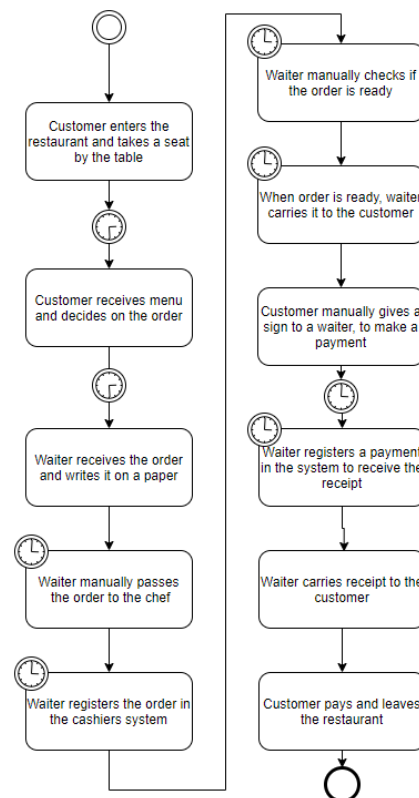 Customer enters the
restaurant and takes a seat
by the table
Customer receives menu
and decides on the order
Waiter receives the order
and writes it on a paper
Waiter manually passes
the order to the chef
Waiter registers the order in
the cashiers system
Waiter manually checks if
the order is ready
When order is ready, waiter
carries it to the customer
Customer manually gives a
sign to a waiter, to make a
payment
Waiter registers a payment
in the system to receive the
receipt
Waiter carries receipt to the
customer
Customer pays and leaves
the restaurant